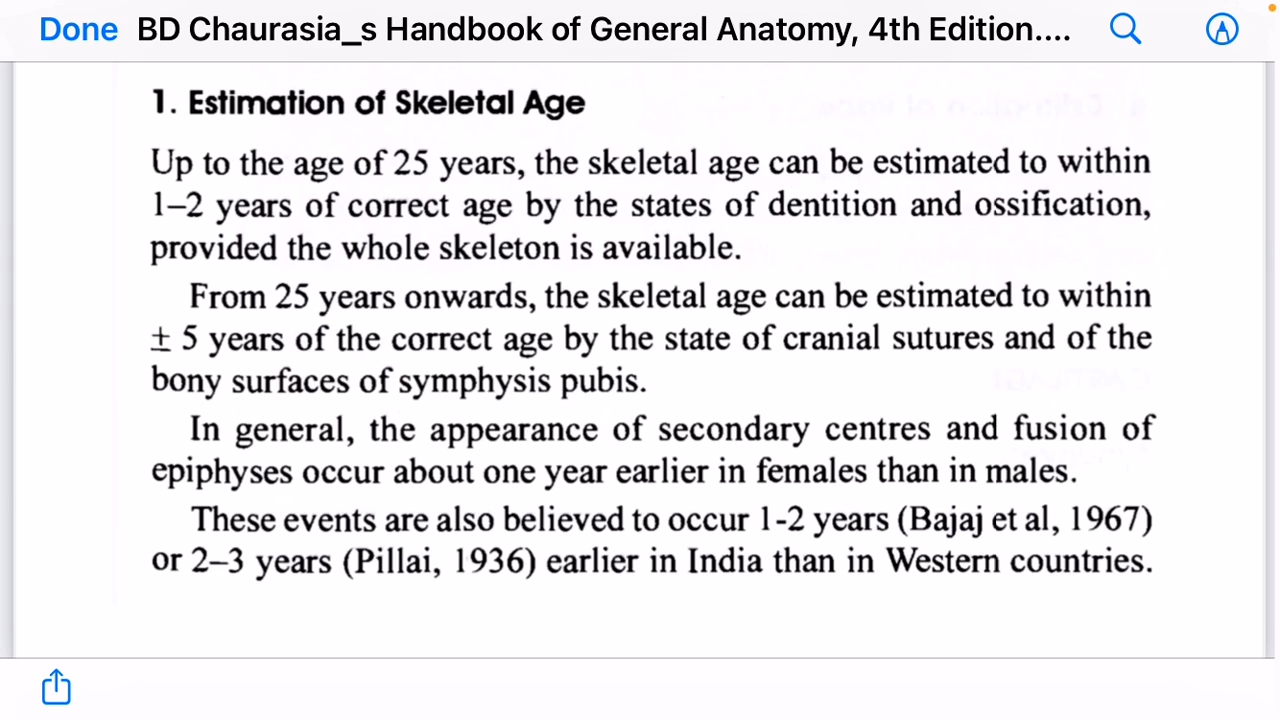 Done BD Chaurasia_s Handbook of General Anatomy, 4th Edition....
1. Estimation of Skeletal Age
Up to the age of 25 years, the skeletal age can be estimated to within
1–2 years of correct age by the states of dentition and ossification,
provided the whole skeleton is available.
From 25 years onwards, the skeletal age can be estimated to within
± 5 years of the correct age by the state of cranial sutures and of the
bony surfaces of symphysis pubis.
In general, the appearance of secondary centres and fusion of
epiphyses occur about one year earlier in females than in males.
These events are also believed to occur 1-2 years (Bajaj et al, 1967)
or 2–3 years (Pillai, 1936) earlier in India than in Western countries.